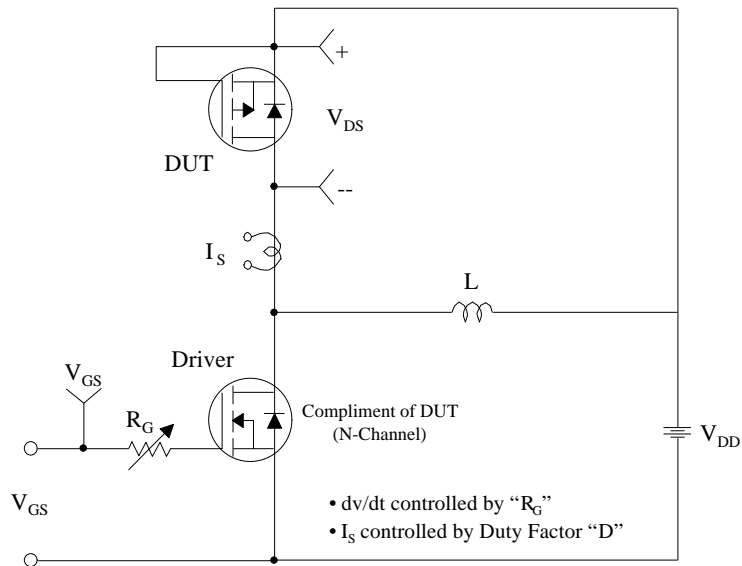 +
V_DS
DUT
--
I_S
L
Driver
V_GS
R_G
Compliment of DUT
(N-Channel)
V_DD
V_GS
• dv/dt controlled by “R_G”
• I_S controlled by Duty Factor “D”